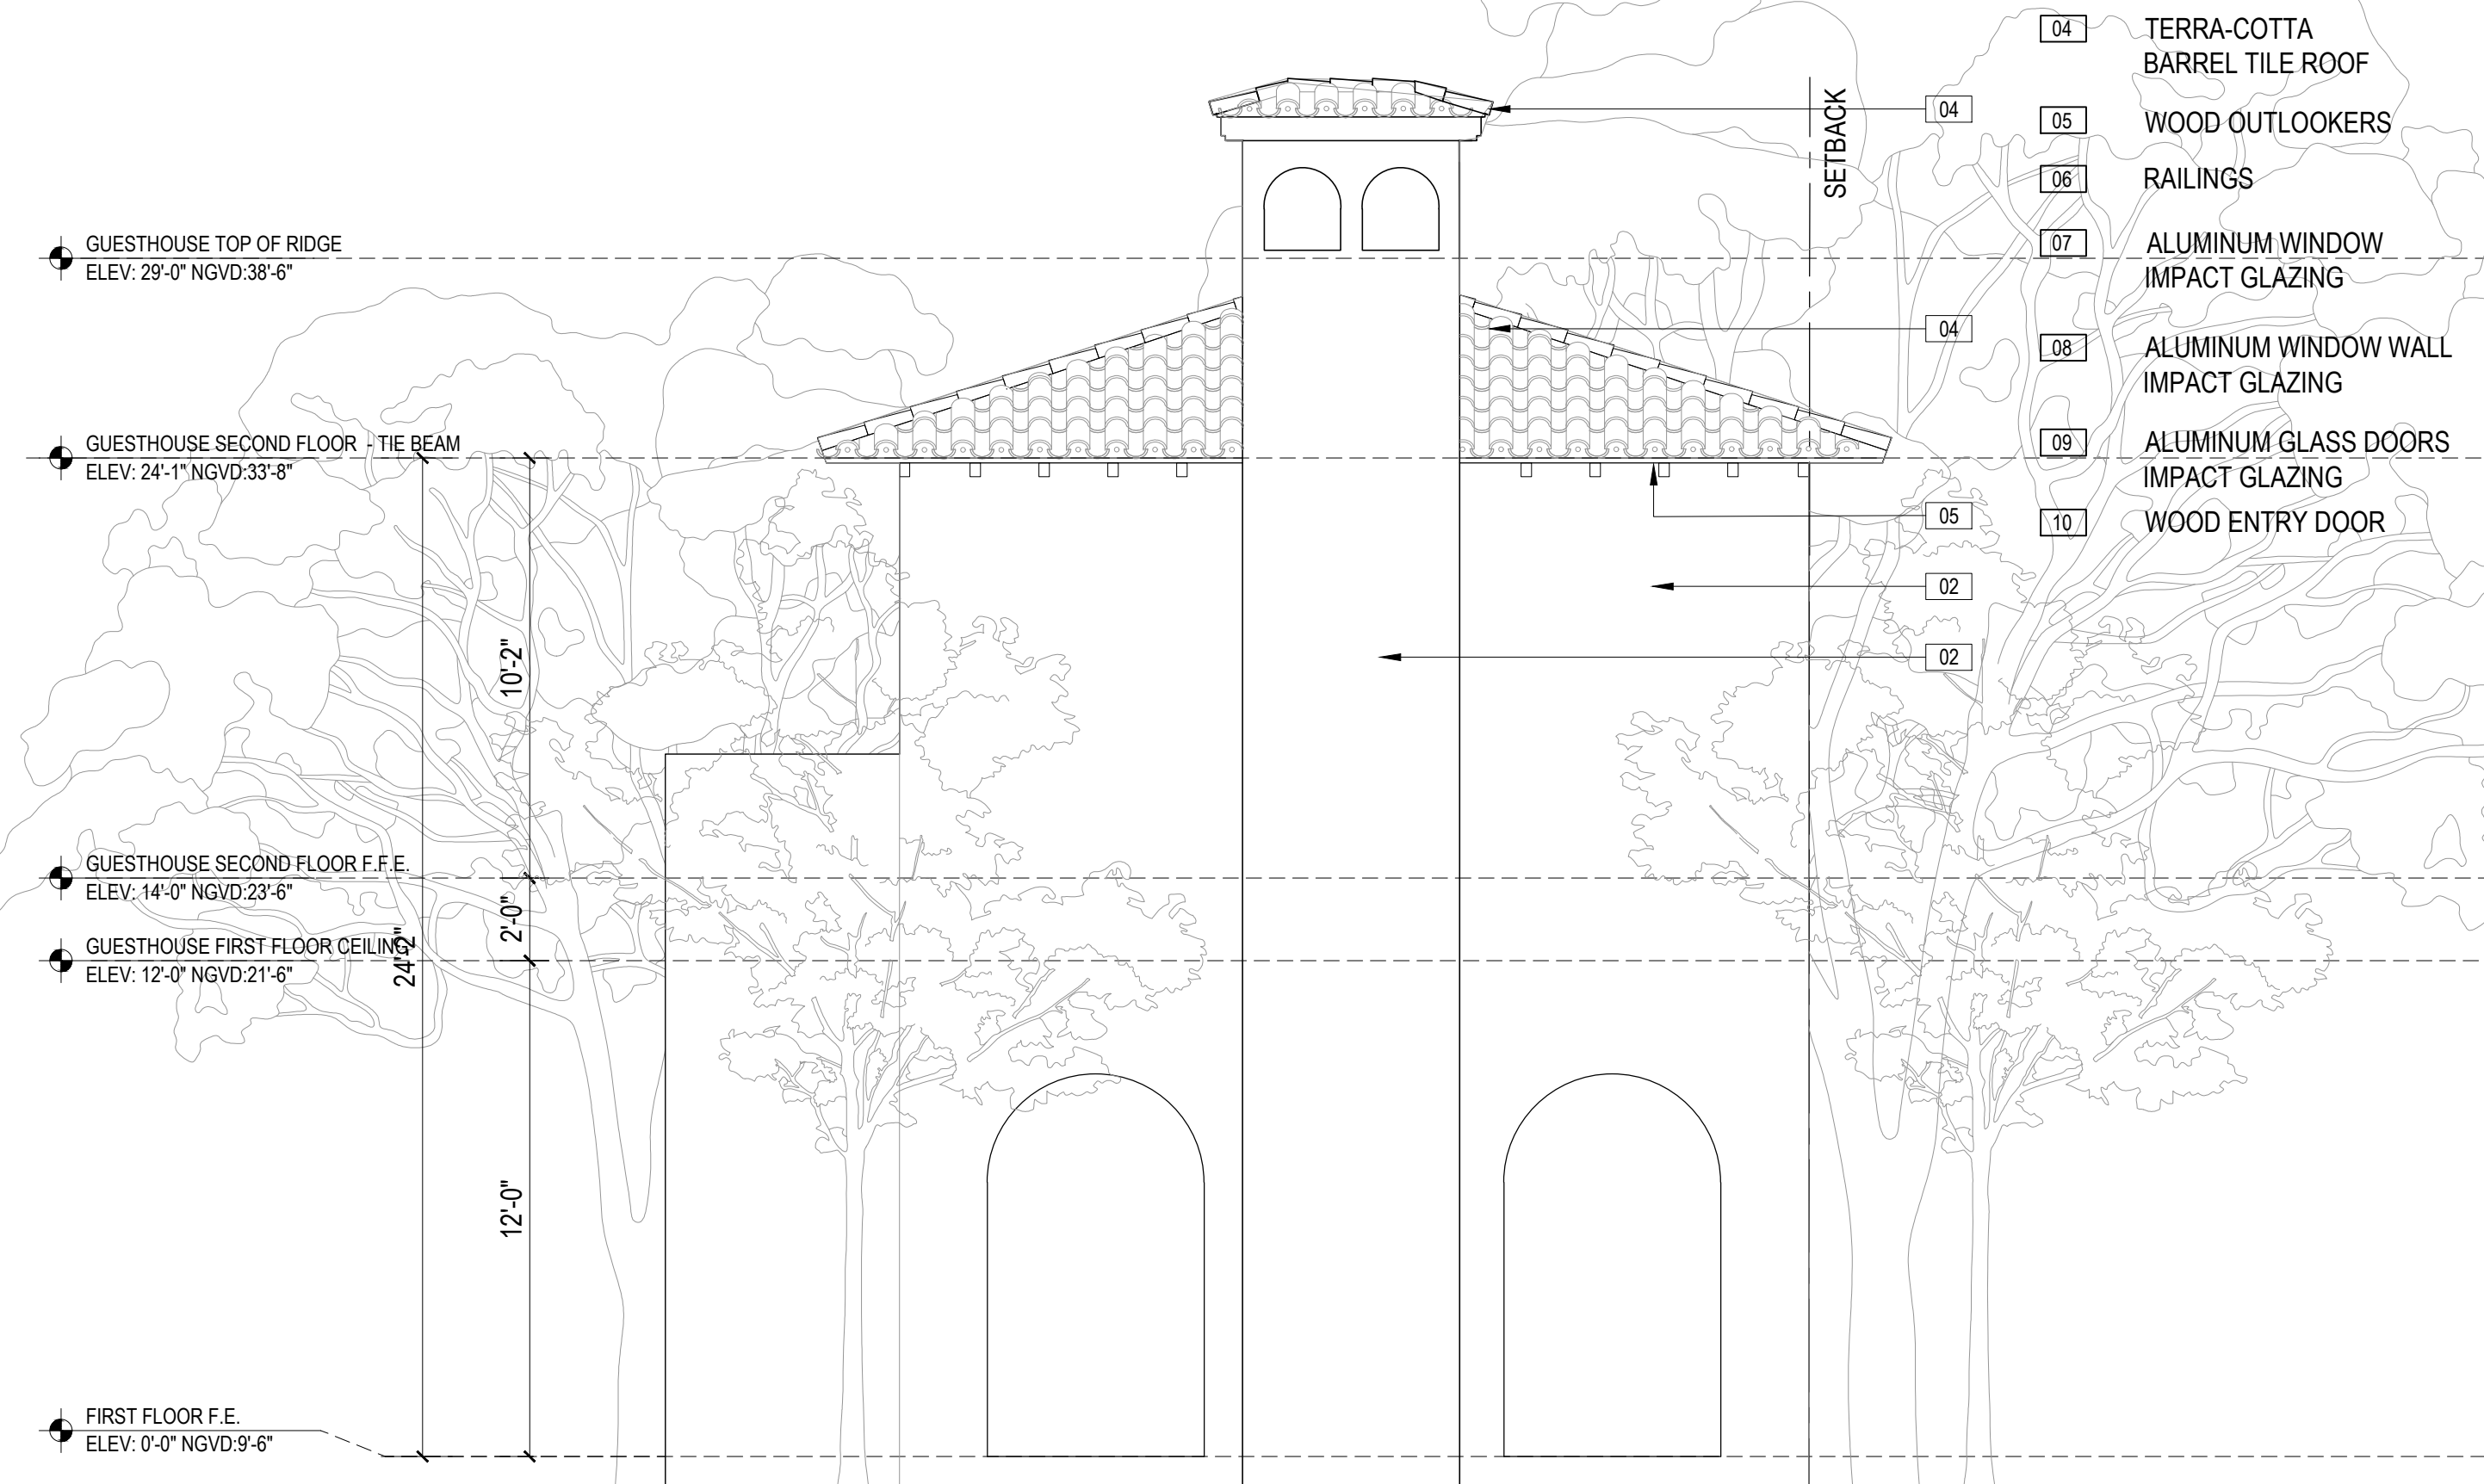 04 TERRA-COTTA
BARREL TILE ROOF
05 WOOD OUTLOOKERS
06 RAILINGS
07 ALUMINUM WINDOW
IMPACT GLAZING
08 ALUMINUM WINDOW WALL
IMPACT GLAZING
09 ALUMINUM GLASS DOORS
IMPACT GLAZING
10 WOOD ENTRY DOOR
SETBACK
04
04
05
02
02
GUESTHOUSE TOP OF RIDGE
ELEV: 29'-0" NGVD:38'-6"
GUESTHOUSE SECOND FLOOR - TIE BEAM
ELEV: 24'-1" NGVD:33'-8"
10'-2"
GUESTHOUSE SECOND FLOOR F.F.E.
ELEV: 14'-0" NGVD:23'-6"
2'-0"
GUESTHOUSE FIRST FLOOR CEILING
ELEV: 12'-0" NGVD:21'-6"
24'-2"
12'-0"
FIRST FLOOR F.E.
ELEV: 0'-0" NGVD:9'-6"